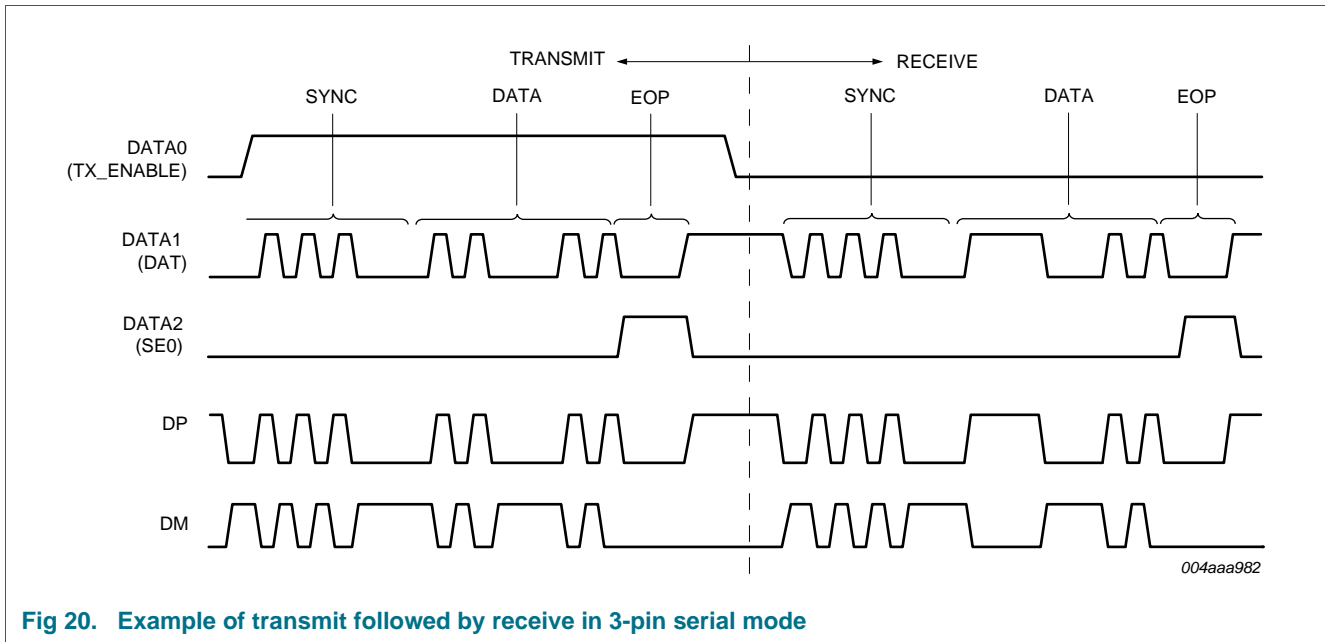 TRANSMIT RECEIVE
SYNC DATA EOP SYNC DATA EOP
DATA0
(TX_ENABLE)
DATA1
(DAT)
DATA2
(SE0)
DP
DM
004aaa982
Fig 20. Example of transmit followed by receive in 3-pin serial mode